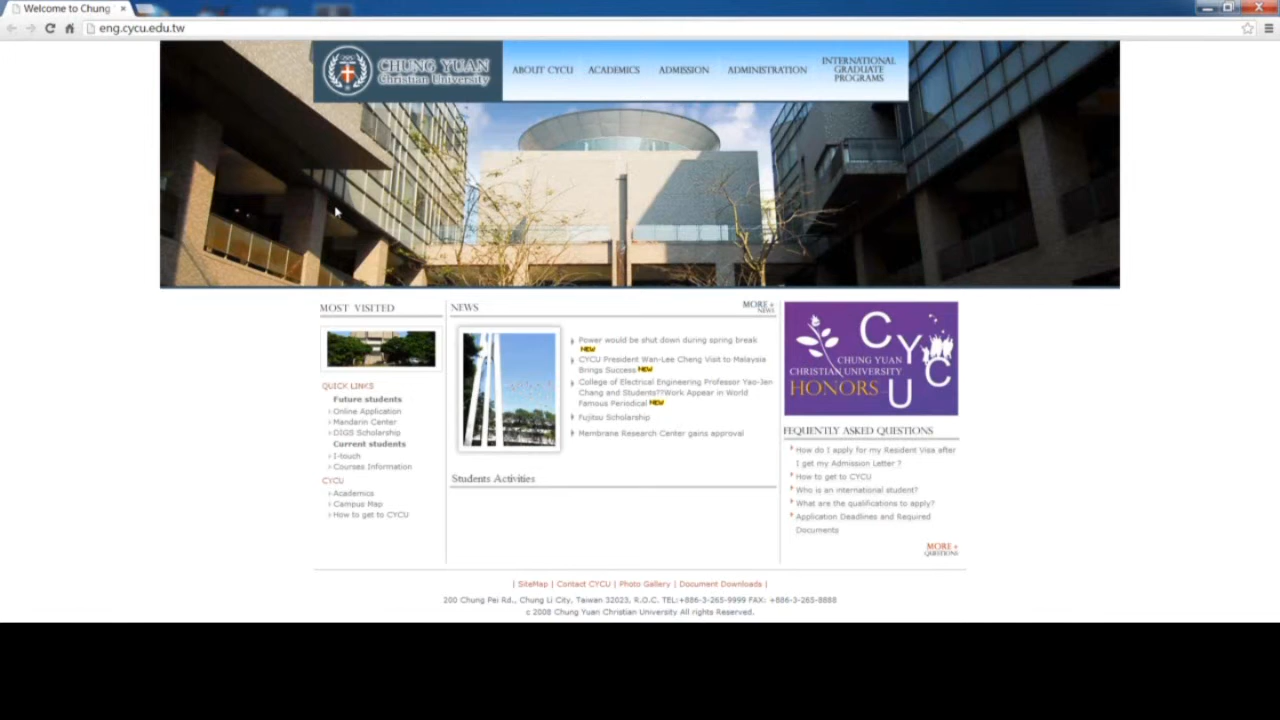 Welcome to Chung
eng.cycu.edu.tw
CHUNG YUAN
Christian University
ABOUT CYCU
ACADEMICS
ADMISSION
ADMINISTRATION
INTERNATIONAL
GRADUATE
PROGRAMS
MOST VISITED
QUICK LINKS
Future students
Online Application
Mandarin Center
DIGS Scholarship
Current students
I-touch
Courses Information
CYCU
Academics
Campus Map
How to get to CYCU
NEWS
MORE +
NEWS
Power would be shut down during spring break
NEW
CYCU President Wan-Lee Cheng Visit to Malaysia
Brings Success NEW
College of Electrical Engineering Professor Yao-Jen
Chang and Students??Work Appear in World
Famous Periodical NEW
Fujitsu Scholarship
Membrane Research Center gains approval
Students Activities
CYCU
CHUNG YUAN
CHRISTIAN UNIVERSITY
HONORS
FEQUENTLY ASKED QUESTIONS
How do I apply for my Resident Visa after
I get my Admission Letter ?
How to get to CYCU
Who is an international student?
What are the qualifications to apply?
Application Deadlines and Required
Documents
MORE +
QUESTIONS
| SiteMap | Contact CYCU | Photo Gallery | Document Downloads |
200 Chung Pei Rd., Chung Li City, Taiwan 32023, R.O.C. TEL:+886-3-265-9999 FAX: +886-3-265-8888
c 2008 Chung Yuan Christian University All rights Reserved.